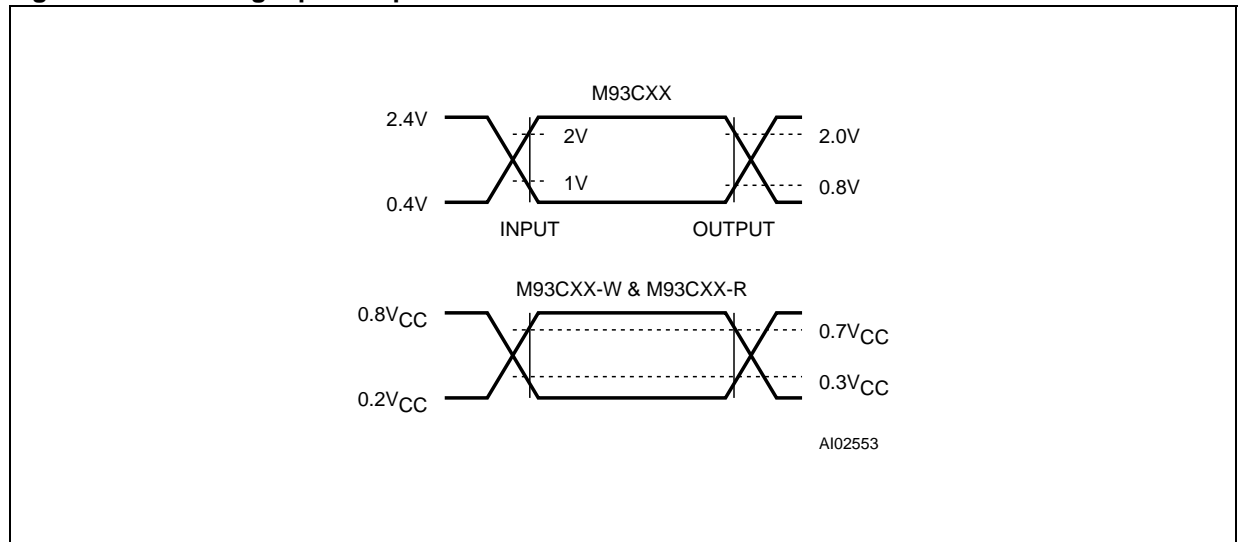 M93CXX
2.4V
2V
2.0V
1V
0.8V
0.4V
INPUT OUTPUT
M93CXX-W & M93CXX-R
0.8VCC
0.7VCC
0.3VCC
0.2VCC
AI02553